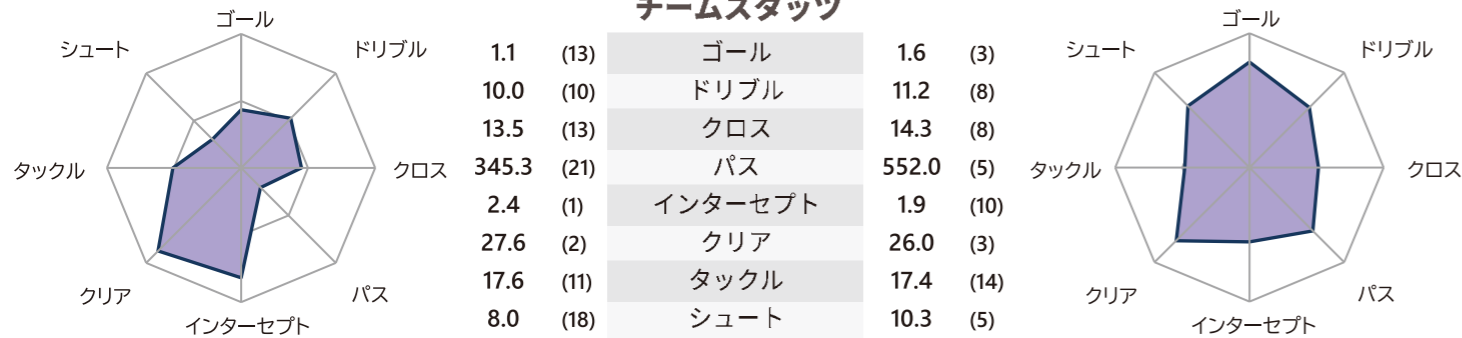 チームスタッツ
ゴール
シュート
ドリブル
タックル
クロス
クリア
パス
インターセプト
1.1 (13) ゴール 1.6 (3)
10.0 (10) ドリブル 11.2 (8)
13.5 (13) クロス 14.3 (8)
345.3 (21) パス 552.0 (5)
2.4 (1) インターセプト 1.9 (10)
27.6 (2) クリア 26.0 (3)
17.6 (11) タックル 17.4 (14)
8.0 (18) シュート 10.3 (5)
ゴール
シュート
ドリブル
タックル
クロス
クリア
パス
インターセプト